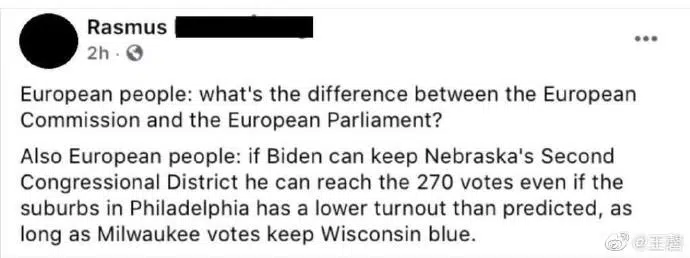 Rasmus
2h
European people: what's the difference between the European
Commission and the European Parliament?
Also European people: if Biden can keep Nebraska's Second
Congressional District he can reach the 270 votes even if the
suburbs in Philadelphia has a lower turnout than predicted, as
long as Milwaukee votes keep Wisconsin blue.
@王磬